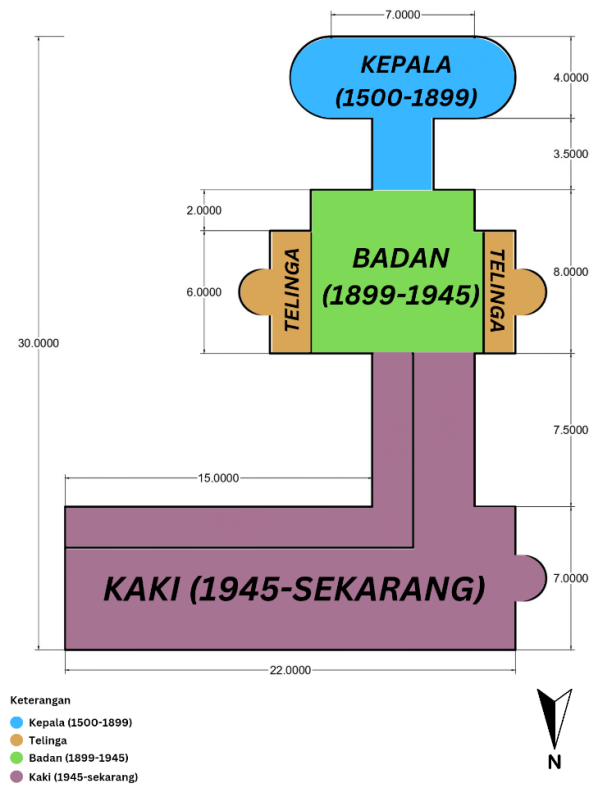 7.0000
KEPALA
(1500-1899)
4.0000
3.5000
2.0000
BADAN
(1899-1945)
TELINGA
TELINGA
8.0000
6.0000
30.0000
7.5000
15.0000
KAKI (1945-SEKARANG)
7.0000
22.0000
Keterangan
Kepala (1500-1899)
Telinga
Badan (1899-1945)
Kaki (1945-sekarang)
N